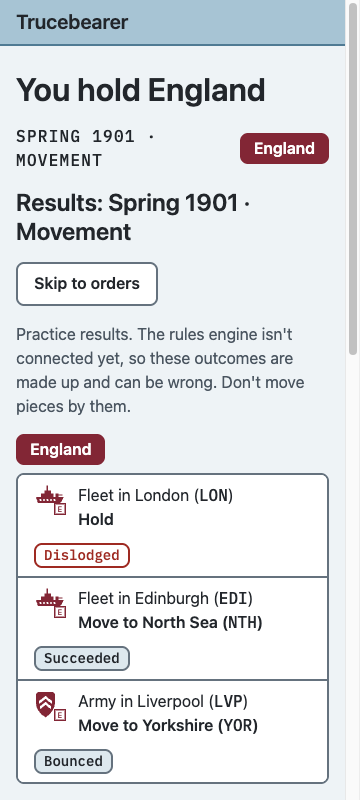 Trucebearer
You hold England
SPRING 1901 ·
MOVEMENT
England
Results: Spring 1901 ·
Movement
Skip to orders
Practice results. The rules engine isn't
connected yet, so these outcomes are
made up and can be wrong. Don't move
pieces by them.
England
Fleet in London (LON)
Hold
E
Dislodged
Fleet in Edinburgh (EDI)
Move to North Sea (NTH)
E
Succeeded
Army in Liverpool (LVP)
Move to Yorkshire (YOR)
E
Bounced